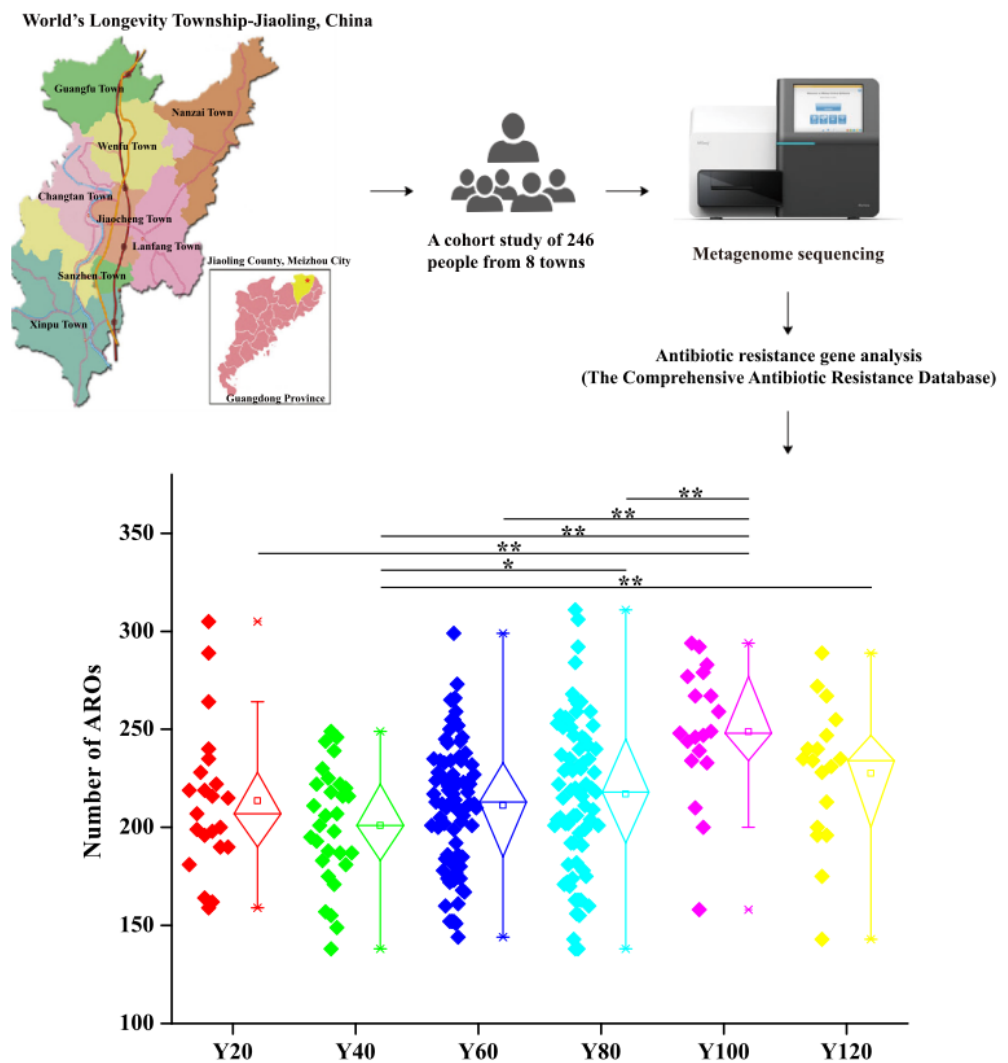 World's Longevity Township-Jiaoling, China
Guangfu Town
Nanzai Town
Wenfu Town
Changtan Town
Jiaocheng Town
Lanfang Town
Sanzhen Town
Xinpu Town
Jiaoling County, Meizhou City
Guangdong Province
A cohort study of 246
people from 8 towns
Metagenome sequencing
Antibiotic resistance gene analysis
(The Comprehensive Antibiotic Resistance Database)
**
**
**
**
*
**
Number of AROs
350
300
250
200
150
100
Y20
Y40
Y60
Y80
Y100
Y120